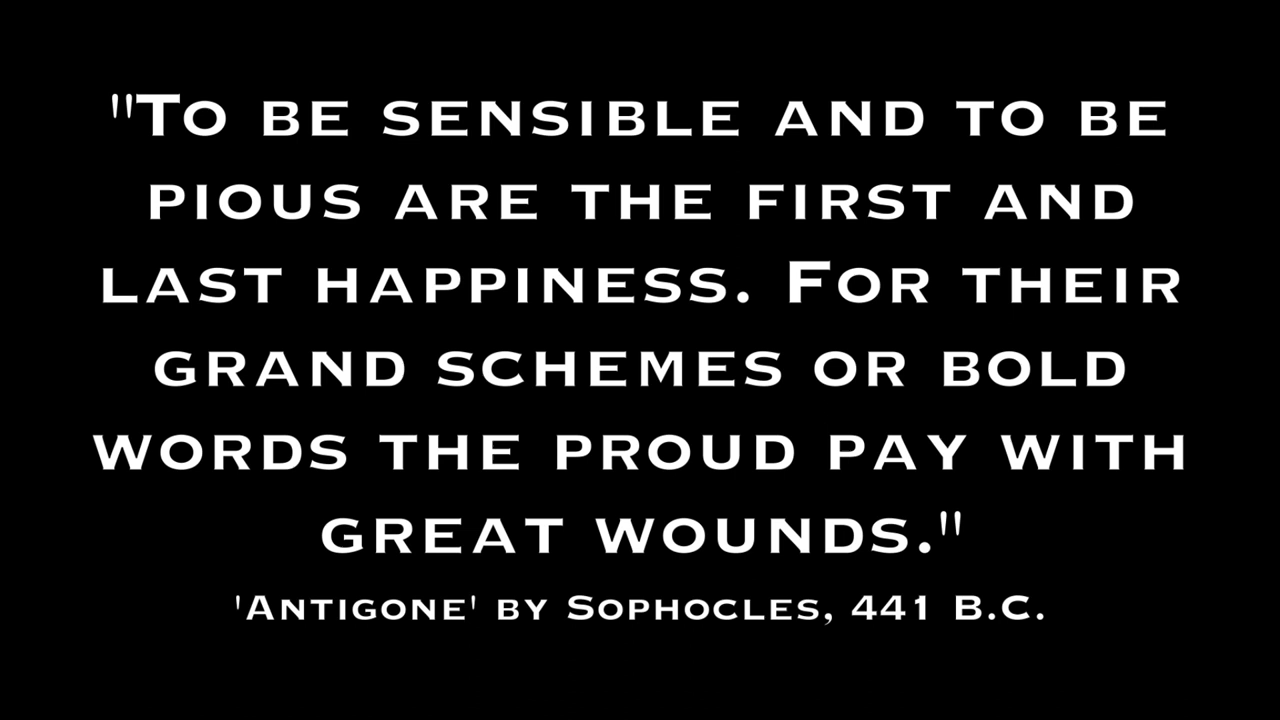 "To be sensible and to be
pious are the first and
last happiness. For their
grand schemes or bold
words the proud pay with
great wounds."
'Antigone' by Sophocles, 441 B.C.